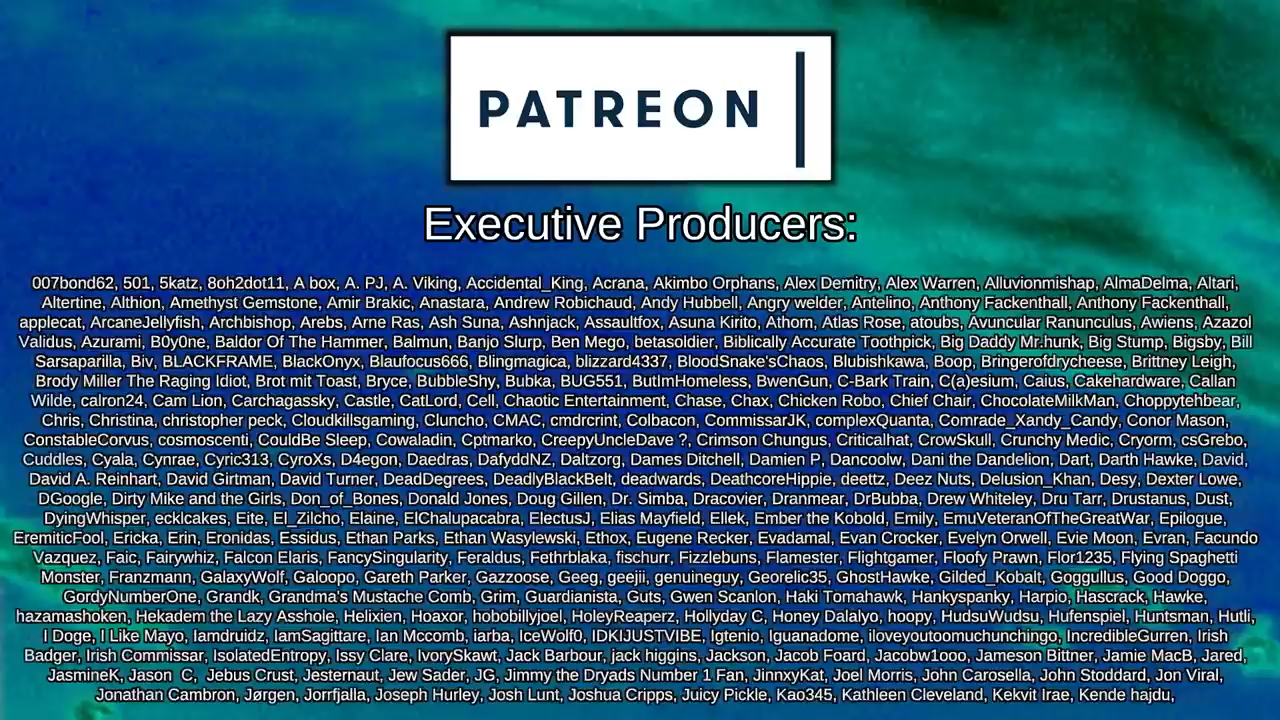 PATREON
Executive Producers:
007bond62, 501, 5katz, 8oh2dot11, A box, A. PJ, A. Viking, Accidental_King, Acrana, Akimbo Orphans, Alex Demitry, Alex Warren, Alluvionmishap, AlmaDelma, Altari,
Altertine, Althion, Amethyst Gemstone, Amir Brakic, Anastara, Andrew Robichaud, Andy Hubbell, Angry welder, Antelino, Anthony Fackenthall, Anthony Fackenthall,
applecat, ArcaneJellyfish, Archbishop, Arebs, Arne Ras, Ash Suna, Ashnjack, Assaultfox, Asuna Kirito, Athom, Atlas Rose, atoubs, Avuncular Ranunculus, Awiens, Azazol
Validus, Azurami, B0y0ne, Baldor Of The Hammer, Balmun, Banjo Slurp, Ben Mego, betasoldier, Biblically Accurate Toothpick, Big Daddy Mr.hunk, Big Stump, Bigsby, Bill
Sarsaparilla, Biv, BLACKFRAME, BlackOnyx, Blaufocus666, Blingmagica, blizzard4337, BloodSnake'sChaos, Blubishkawa, Boop, Bringerofdrycheese, Brittney Leigh,
Brody Miller The Raging Idiot, Brot mit Toast, Bryce, BubbleShy, Bubka, BUG551, ButImHomeless, BwenGun, C-Bark Train, C(a)esium, Caius, Cakehardware, Callan
Wilde, calron24, Cam Lion, Carchagassky, Castle, CatLord, Cell, Chaotic Entertainment, Chase, Chax, Chicken Robo, Chief Chair, ChocolateMilkMan, Choppytehbear,
Chris, Christina, christopher peck, Cloudkillsgaming, Cluncho, CMAC, cmdrcrint, Colbacon, CommissarJK, complexQuanta, Comrade_Xandy_Candy, Conor Mason,
ConstableCorvus, cosmoscenti, CouldBe Sleep, Cowaladin, Cptmarko, CreepyUncleDave ?, Crimson Chungus, Criticalhat, CrowSkull, Crunchy Medic, Cryorm, csGrebo,
Cuddles, Cyala, Cynrae, Cyric313, CyroXs, D4egon, Daedras, DafyddNZ, Daltzorg, Dames Ditchell, Damien P, Dancoolw, Dani the Dandelion, Dart, Darth Hawke, David,
David A. Reinhart, David Girtman, David Turner, DeadDegrees, DeadlyBlackBelt, deadwards, DeathcoreHippie, deettz, Deez Nuts, Delusion_Khan, Desy, Dexter Lowe,
DGoogle, Dirty Mike and the Girls, Don_of_Bones, Donald Jones, Doug Gillen, Dr. Simba, Dracovier, Dranmear, DrBubba, Drew Whiteley, Dru Tarr, Drustanus, Dust,
DyingWhisper, ecklcakes, Eite, El_Zilcho, Elaine, ElChalupacabra, ElectusJ, Elias Mayfield, Ellek, Ember the Kobold, Emily, EmuVeteranOfTheGreatWar, Epilogue,
EremiticFool, Ericka, Erin, Eronidas, Essidus, Ethan Parks, Ethan Wasylewski, Ethox, Eugene Recker, Evadamal, Evan Crocker, Evelyn Orwell, Evie Moon, Evran, Facundo
Vazquez, Faic, Fairywhiz, Falcon Elaris, FancySingularity, Feraldus, Fethrblaka, fischurr, Fizzlebuns, Flamester, Flightgamer, Floofy Prawn, Flor1235, Flying Spaghetti
Monster, Franzmann, GalaxyWolf, Galoopo, Gareth Parker, Gazzoose, Geeg, geejii, genuineguy, Georelic35, GhostHawke, Gilded_Kobalt, Goggullus, Good Doggo,
GordyNumberOne, Grandk, Grandma's Mustache Comb, Grim, Guardianista, Guts, Gwen Scanlon, Haki Tomahawk, Hankyspanky, Harpio, Hascrack, Hawke,
hazamashoken, Hekadem the Lazy Asshole, Helixien, Hoaxor, hobobillyjoel, HoleyReaperz, Hollyday C, Honey Dalalyo, hoopy, HudsuWudsu, Hufenspiel, Huntsman, Hutli,
I Doge, I Like Mayo, Iamdruidz, IamSagittare, Ian Mccomb, iarba, IceWolf0, IDKIJUSTVIBE, Igtenio, Iguanadome, iloveyoutoomuchunchingo, IncredibleGurren, Irish
Badger, Irish Commissar, IsolatedEntropy, Issy Clare, IvorySkawt, Jack Barbour, jack higgins, Jackson, Jacob Foard, Jacobw1ooo, Jameson Bittner, Jamie MacB, Jared,
JasmineK, Jason  C,  Jebus Crust, Jesternaut, Jew Sader, JG, Jimmy the Dryads Number 1 Fan, JinnxyKat, Joel Morris, John Carosella, John Stoddard, Jon Viral,
Jonathan Cambron, Jørgen, Jorrfjalla, Joseph Hurley, Josh Lunt, Joshua Cripps, Juicy Pickle, Kao345, Kathleen Cleveland, Kekvit Irae, Kende hajdu,